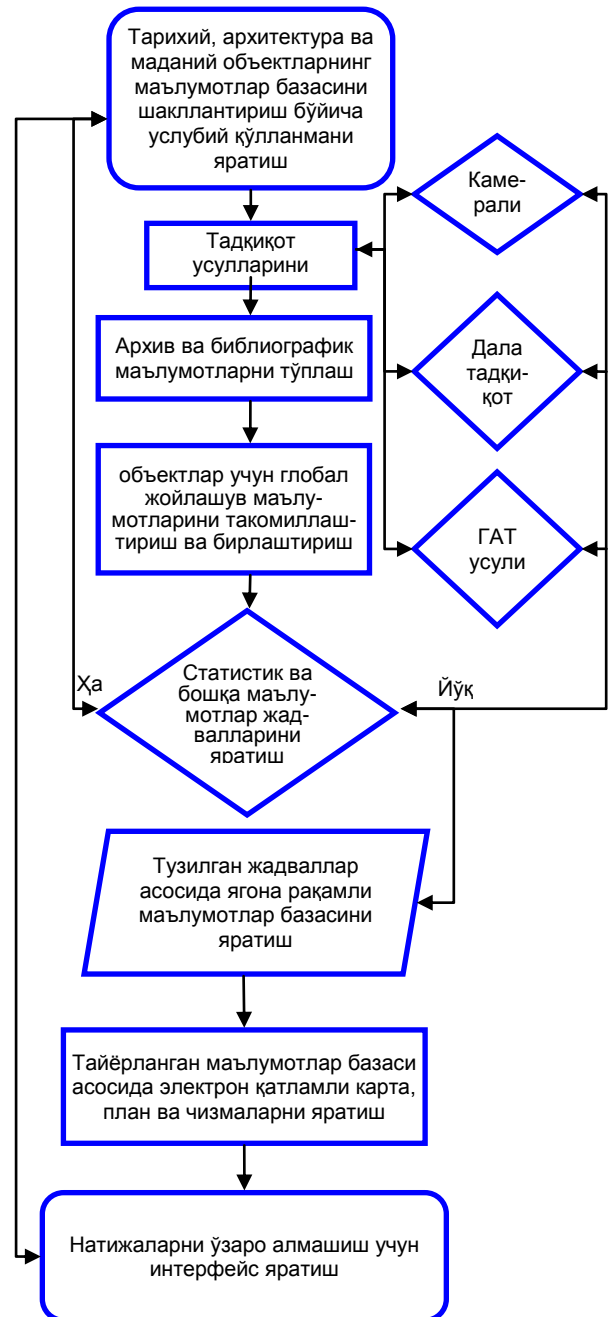 Тарихий, архитектура ва
маданий объектларнинг
маълумотлар базасини
шакллантириш бўйича
услубий қўлланмани
яратиш
Тадқиқот
усулларини
Каме-
рали
Архив ва библиографик
маълумотларни тўплаш
Дала
тадқи-
қот
объектлар учун глобал
жойлашув маълу-
мотларини такомиллаш-
тириш ва бирлаштириш
ГАТ
усули
Ҳа
Статистик ва
бошқа маълу-
мотлар жад-
валларини
яратиш
Йўқ
Тузилган жадваллар
асосида ягона рақамли
маълумотлар базасини
яратиш
Тайёрланган маълумотлар базаси
асосида электрон қатламли карта,
план ва чизмаларни яратиш
Натижаларни ўзаро алмашиш учун
интерфейс яратиш